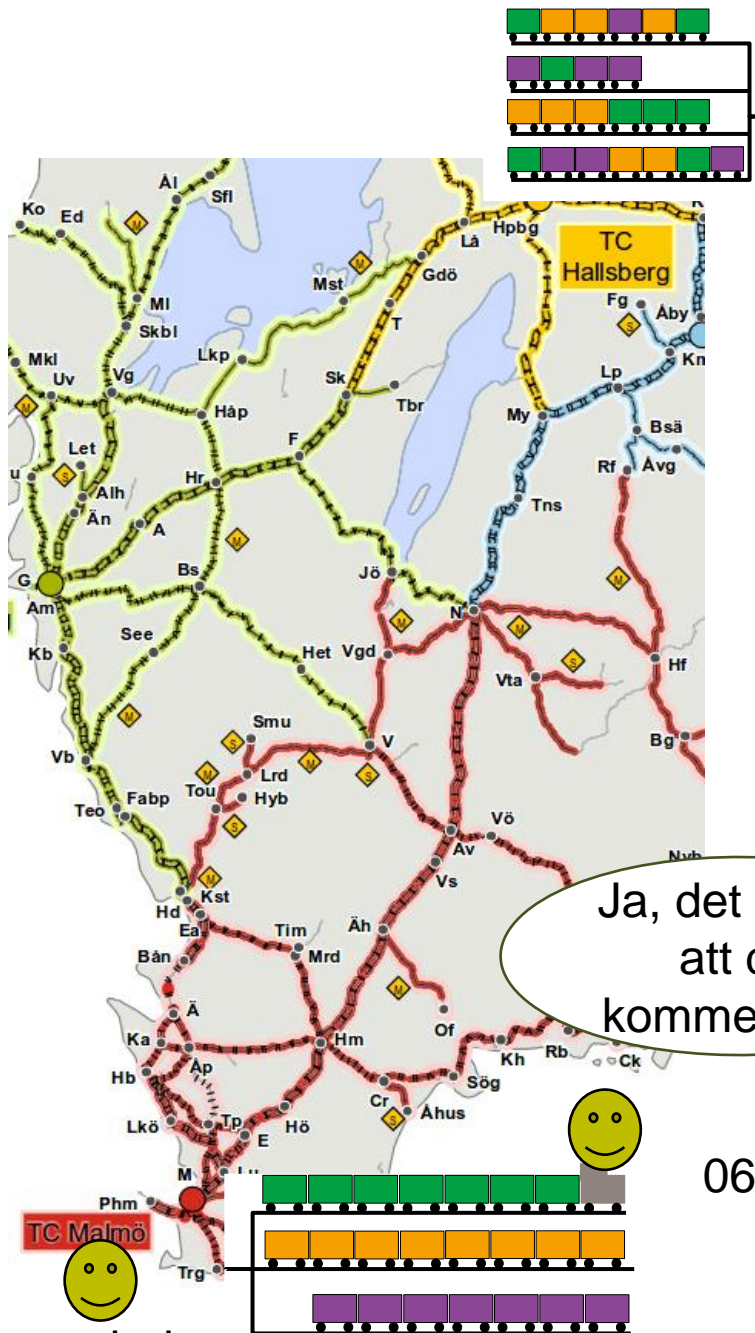 Ål
Sfl
Ko
Ed
Lå
Hpbg
TC
Hallsberg
M
Gdö
M
Mst
Ml
Fg
Åby
T
Skbl
S
Km
Mkl
Lkp
Vg
Sk
Uv
Lp
Tbr
My
M
Håp
Bsä
Let
F
Rf
Åvg
u
S
Hr
Alh
Tns
Än
A
M
Jö
G
Bs
M
Am
N
M
See
M
Kb
Het
Vgd
S
Hf
Vta
M
Smu
V
Bg
S
Vb
M
M
Lrd
S
Tou
Hyb
Teo
Fabp
S
Vö
Av
Vs
M
Kst
Hd
Ja, det
Ea
Äh
Tim
Mrd
Bån
M
Ä
Of
Ka
Hm
Kh
Rb
Ck
Åp
Hb
Sög
Cr
Åhus
Lkö
Tp
Hö
S
E
M
Lu
06
Phm
TC Malmö
Trg